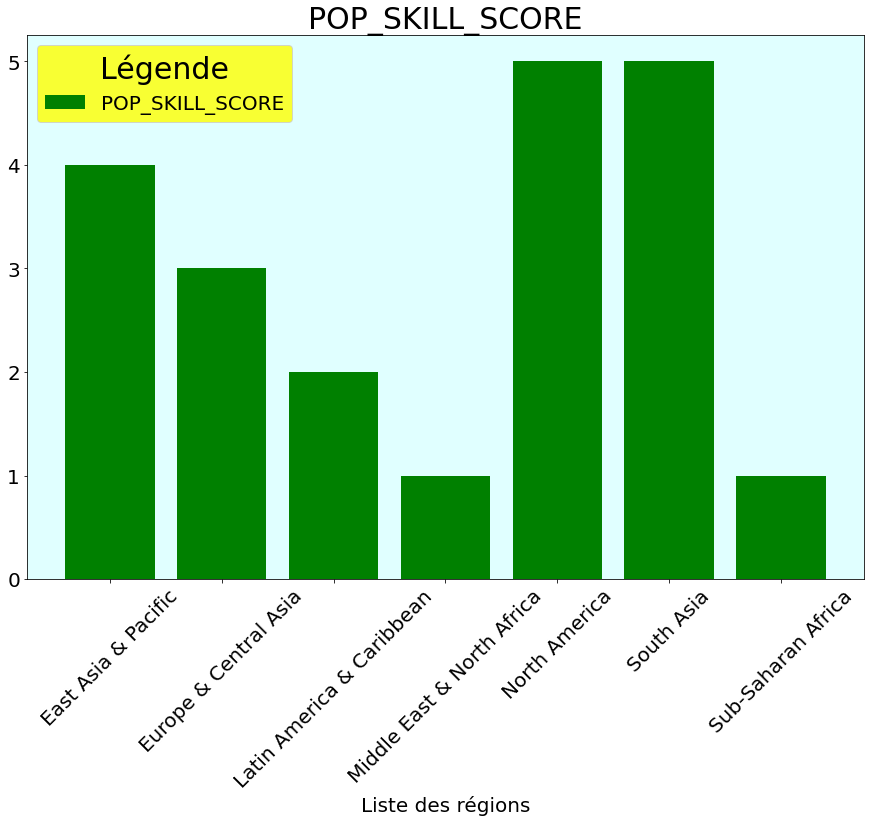 POP_SKILL_SCORE
Légende
POP_SKILL_SCORE
5
4
3
2
1
0
East Asia & Pacific
Europe & Central Asia
Latin America & Caribbean
Middle East & North Africa
North America
South Asia
Sub-Saharan Africa
Liste des régions